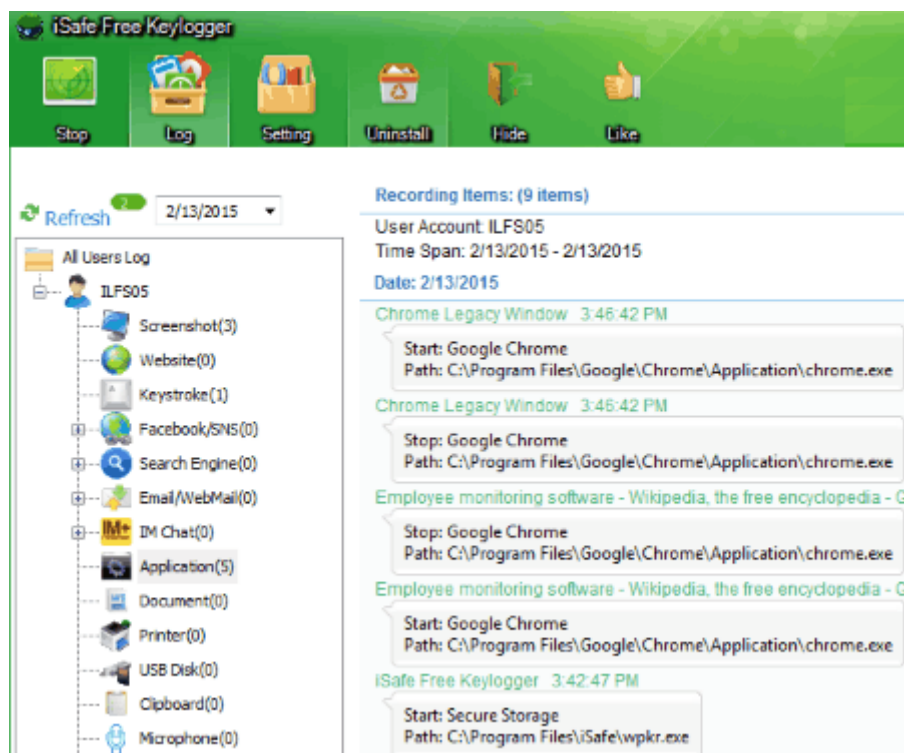 iSafe Free Keylogger
Stop
Log
Setting
Uninstall
Hide
Like
Refresh
2
2/13/2015
All Users Log
ILFS05
Screenshot(3)
Website(0)
Keystroke(1)
Facebook/SNS(0)
Search Engine(0)
Email/WebMail(0)
IM+
IM Chat(0)
Application(5)
Document(0)
Printer(0)
USB Disk(0)
Clipboard(0)
Microphone(0)
Recording Items: (9 items)
User Account: ILFS05
Time Span: 2/13/2015 - 2/13/2015
Date: 2/13/2015
Chrome Legacy Window 3:46:42 PM
Start: Google Chrome
Path: C:\Program Files\Google\Chrome\Application\chrome.exe
Chrome Legacy Window 3:46:42 PM
Stop: Google Chrome
Path: C:\Program Files\Google\Chrome\Application\chrome.exe
Employee monitoring software - Wikipedia, the free encyclopedia - G
Stop: Google Chrome
Path: C:\Program Files\Google\Chrome\Application\chrome.exe
Employee monitoring software - Wikipedia, the free encyclopedia - G
Start: Google Chrome
Path: C:\Program Files\Google\Chrome\Application\chrome.exe
iSafe Free Keylogger 3:42:47 PM
Start: Secure Storage
Path: C:\Program Files\iSafe\wpkr.exe